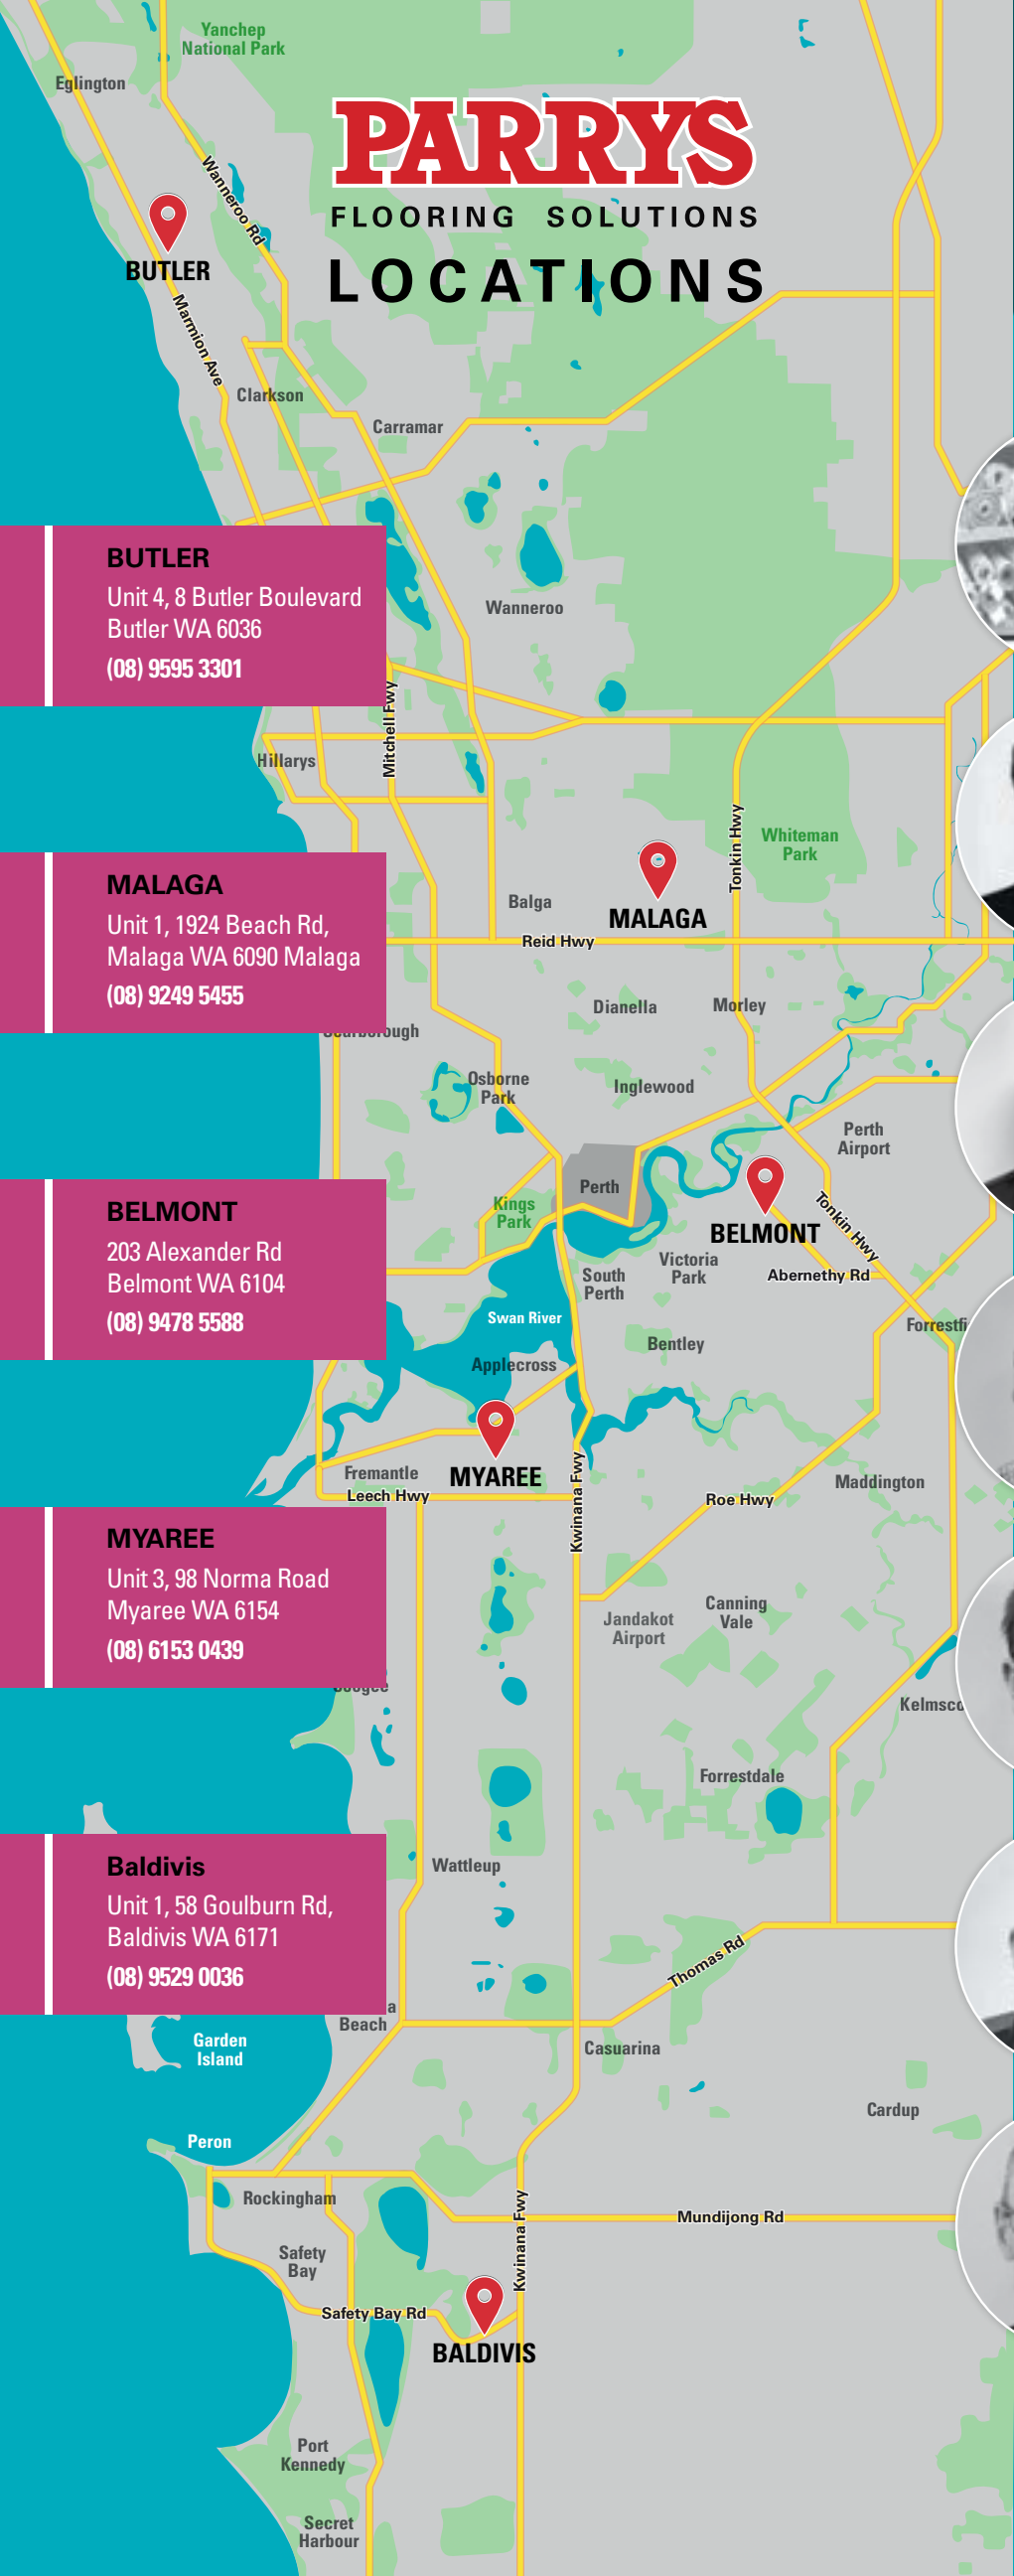 Yanchep
National Park
Eglington
PARRYS
FLOORING SOLUTIONS
LOCATIONS
Wanneroo Rd
BUTLER
Marmion Ave
Clarkson
Carramar
BUTLER
Unit 4, 8 Butler Boulevard
Butler WA 6036
(08) 9595 3301
Wanneroo
Mitchell Fwy
Hillarys
Tonkin Hwy
Whiteman
Park
MALAGA
Unit 1, 1924 Beach Rd,
Malaga WA 6090 Malaga
(08) 9249 5455
Balga
MALAGA
Reid Hwy
Dianella
Morley
Osborne
Park
Inglewood
Perth
Airport
BELMONT
203 Alexander Rd
Belmont WA 6104
(08) 9478 5588
Perth
Kings
Park
BELMONT
Tonkin Hwy
Victoria
Park
Abernethy Rd
South
Perth
Swan River
Forrestfi
Bentley
Applecross
Fremantle
MYAREE
Leech Hwy
Kwinana Fwy
Maddington
Roe Hwy
MYAREE
Unit 3, 98 Norma Road
Myaree WA 6154
(08) 6153 0439
Canning
Vale
Jandakot
Airport
Kelmsco
Forrestdale
Baldivis
Unit 1, 58 Goulburn Rd,
Baldivis WA 6171
(08) 9529 0036
Wattleup
Thomas Rd
a
Beach
Garden
Island
Casuarina
Cardup
Peron
Rockingham
Kwinana Fwy
Mundijong Rd
Safety
Bay
Safety Bay Rd
BALDIVIS
Port
Kennedy
Secret
Harbour